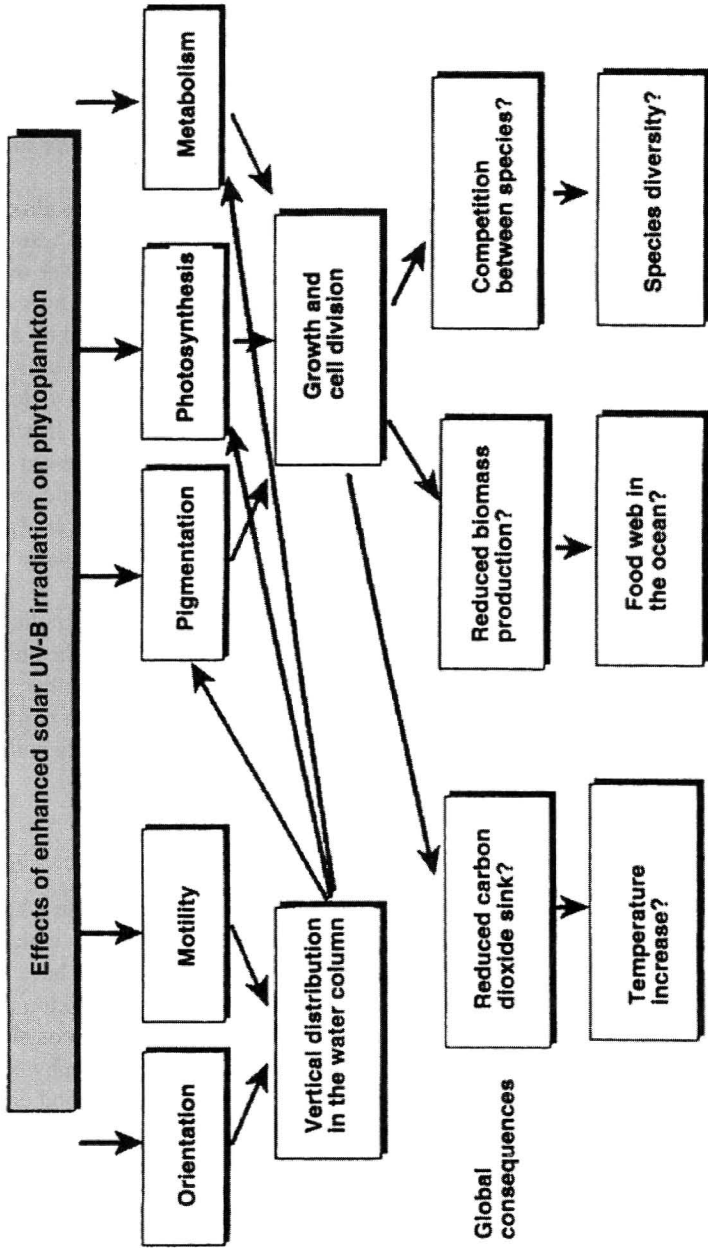 Effects of enhanced solar UV-B irradiation on phytoplankton
Orientation
Motility
Pigmentation
Photosynthesis
Metabolism
Vertical distribution
in the water column
Growth and
cell division
Global
consequences
Reduced carbon
dioxide sink?
Reduced biomass
production?
Competition
between species?
Temperature
increase?
Food web in
the ocean?
Species diversity?